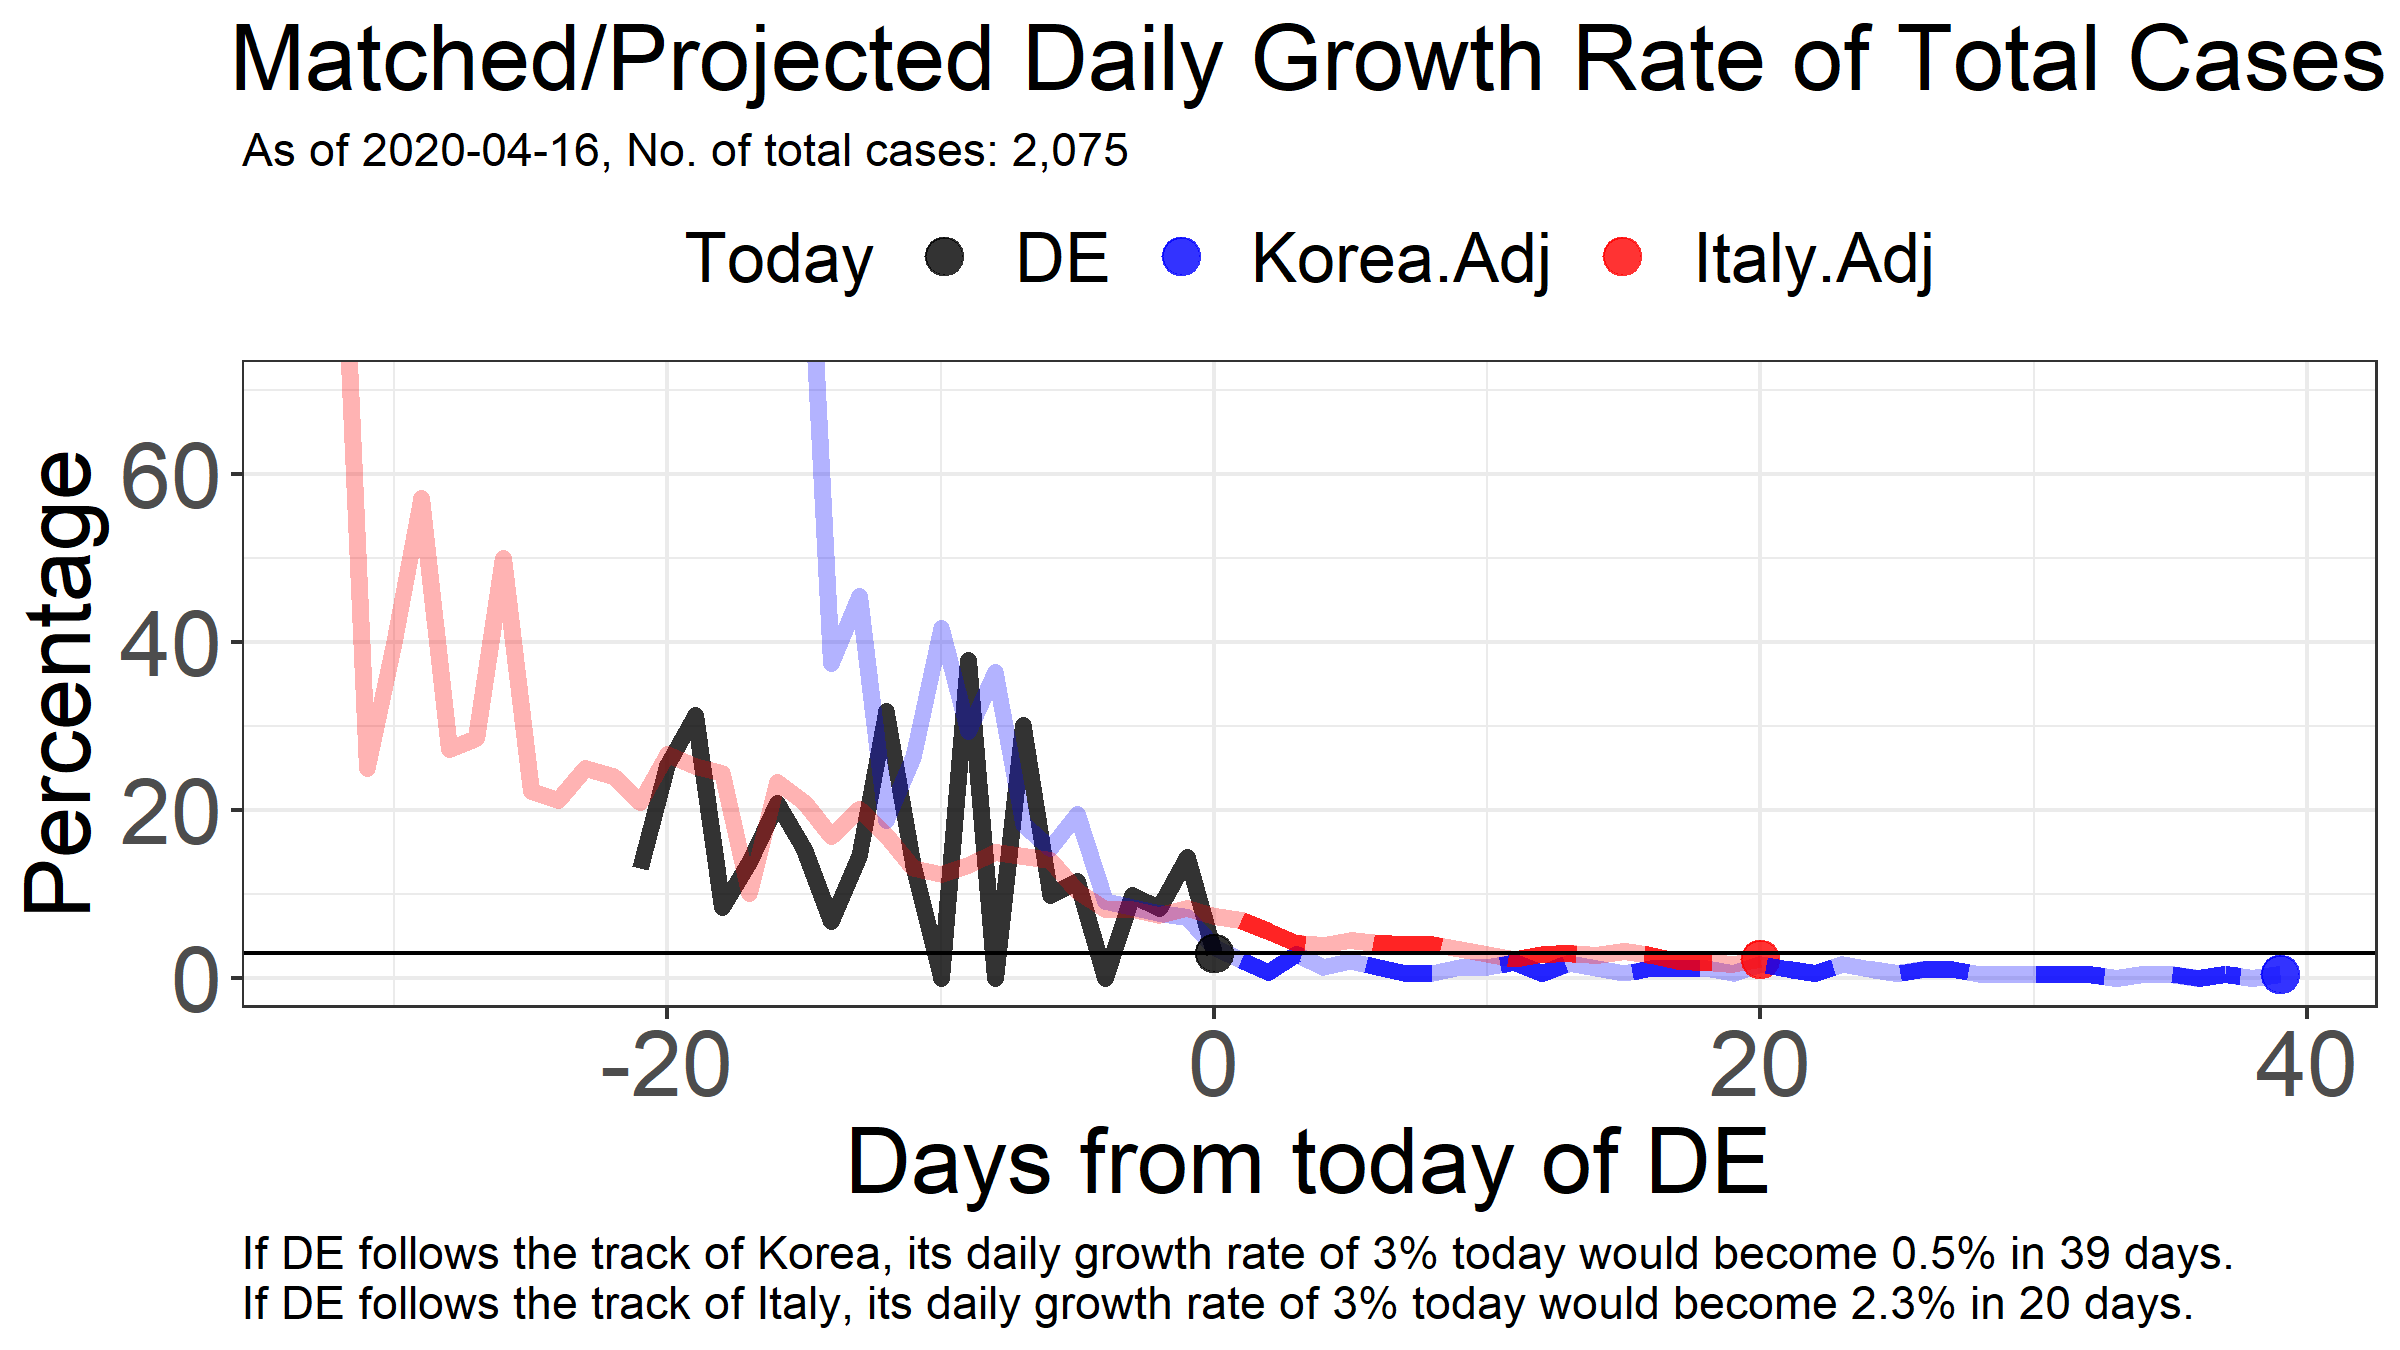 Matched/Projected Daily Growth Rate of Total Cases
As of 2020-04-16, No. of total cases: 2,075
Today DE Korea.Adj Italy.Adj
Percentage
60
40
20
0
-20 0 20 40
Days from today of DE
If DE follows the track of Korea, its daily growth rate of 3% today would become 0.5% in 39 days.
If DE follows the track of Italy, its daily growth rate of 3% today would become 2.3% in 20 days.